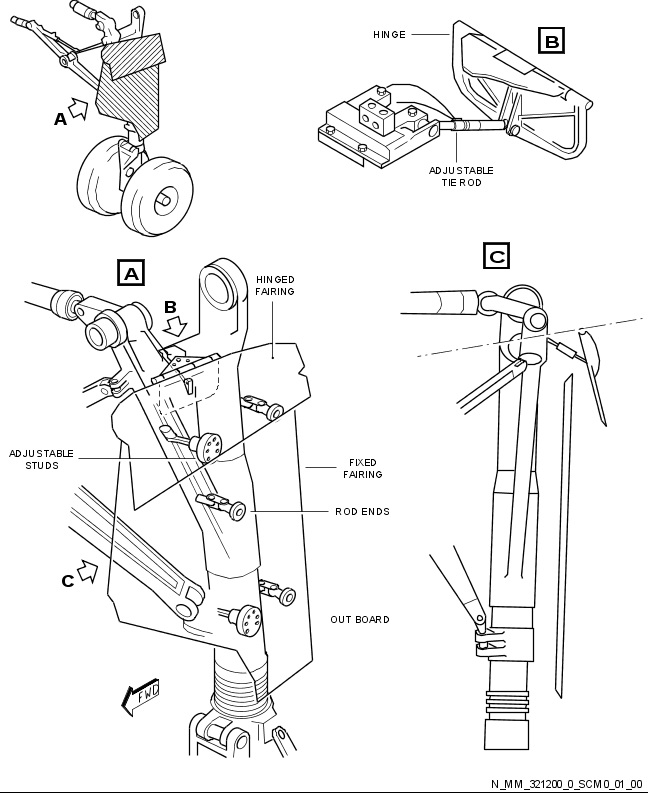 A
HINGE
B
ADJUSTABLE
TIE ROD
A
B
HINGED
FAIRING
C
ADJUSTABLE
STUDS
FIXED
FAIRING
ROD ENDS
C
OUT BOARD
FWD
N_MM_321200_0_SCM0_01_00